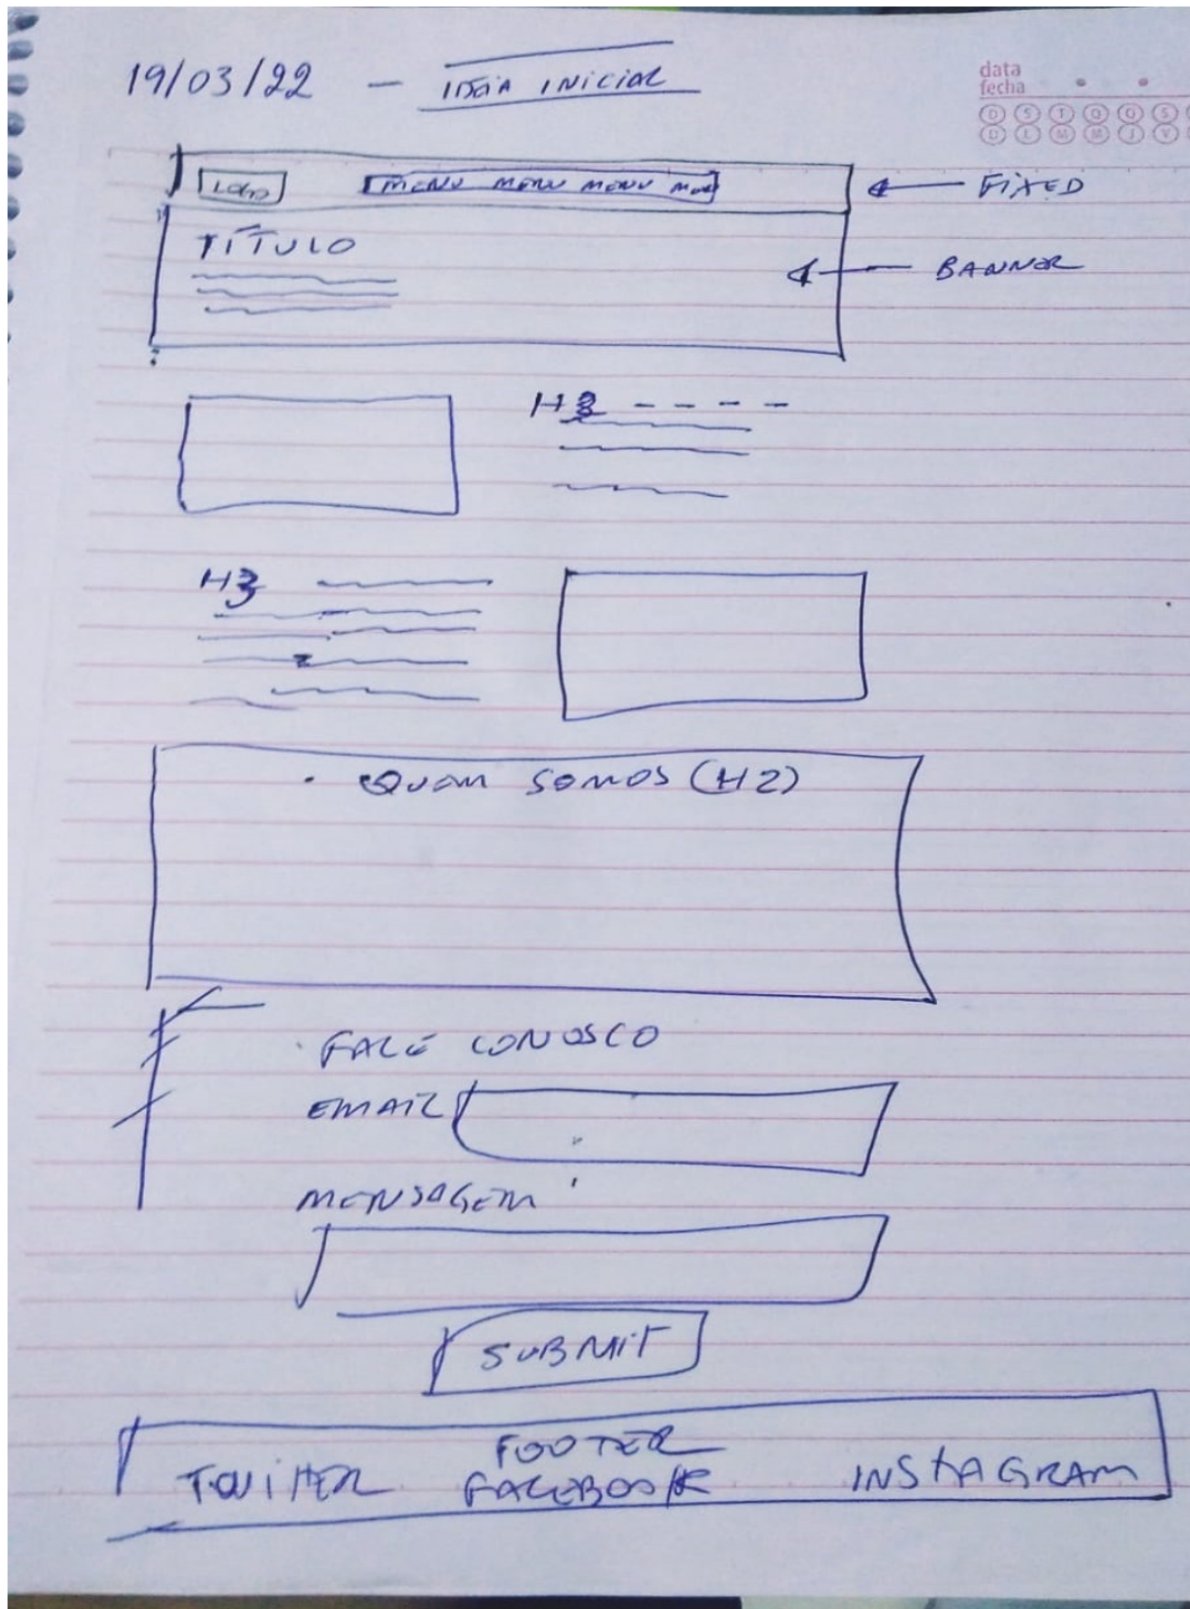 19/03/22 — IDEIA INICIAL
data
fecha
D S T Q Q S
D L M M J V
LOGO MENU MENU MENU MENU ← FIXED
TÍTULO
← BANNER
H3 - - - -
H3
• QUEM SOMOS (H2)
FALE CONOSCO
EMAIL
MENSAGEM
SUBMIT
FOOTER
TWITTER FACEBOOK INSTAGRAM